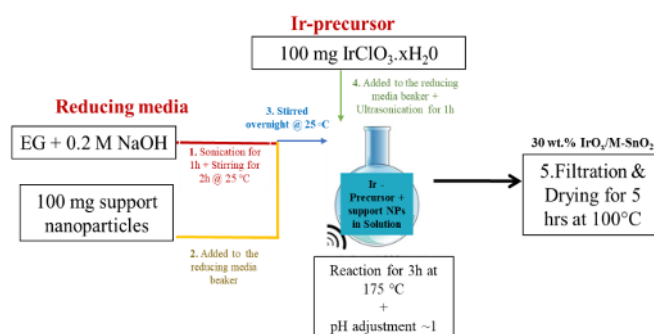 Ir-precursor
100 mg IrClO₃.xH₂0
Reducing media
3. Stirred
overnight @ 25 ◦C
4. Added to the reducing
media beaker +
Ultrasonication for 1h
EG + 0.2 M NaOH
1. Sonication for
1h + Stirring for
2h @ 25 °C
100 mg support
nanoparticles
2. Added to the
reducing media
beaker
Ir -
Precursor +
support NPs
in Solution
Reaction for 3h at
175 °C
+
pH adjustment ~1
30 wt.% IrOₓ/M-SnO₂
5.Filtration &
Drying for 5
hrs at 100°C